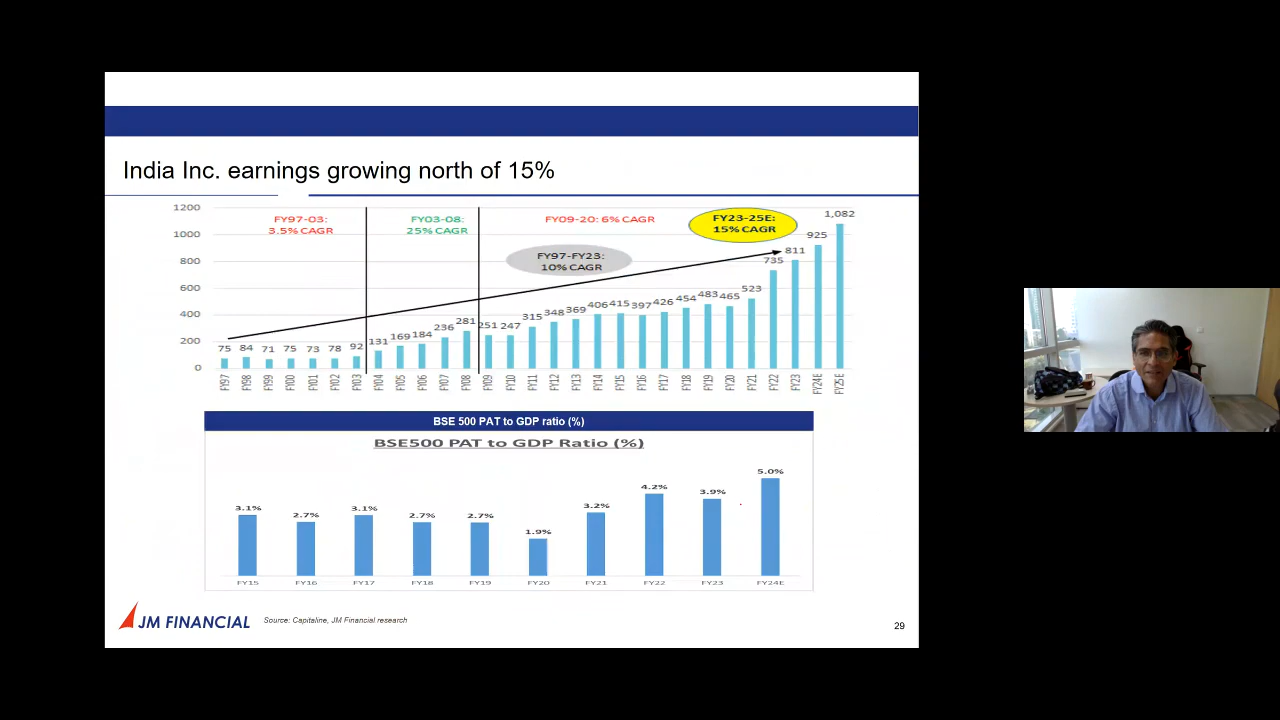 India Inc. earnings growing north of 15%
1200
1000
800
600
400
200
0
FY97-03:
3.5% CAGR
FY03-08:
25% CAGR
FY09-20: 6% CAGR
FY23-25E:
15% CAGR
FY97-FY23:
10% CAGR
75 84 71 75 73 78 92 131 169 184 236 281 251 247 315 348 369 406 415 397 426 454 483 465 523 735 811 925 1,082
FY97 FY98 FY99 FY00 FY01 FY02 FY03 FY04 FY05 FY06 FY07 FY08 FY09 FY10 FY11 FY12 FY13 FY14 FY15 FY16 FY17 FY18 FY19 FY20 FY21 FY22 FY23 FY24E FY25E
BSE 500 PAT to GDP ratio (%)
BSE500 PAT to GDP Ratio (%)
3.1% 2.7% 3.1% 2.7% 2.7% 1.9% 3.2% 4.2% 3.9% 5.0%
FY15 FY16 FY17 FY18 FY19 FY20 FY21 FY22 FY23 FY24E
JM FINANCIAL
Source: Capitaline, JM Financial research
29